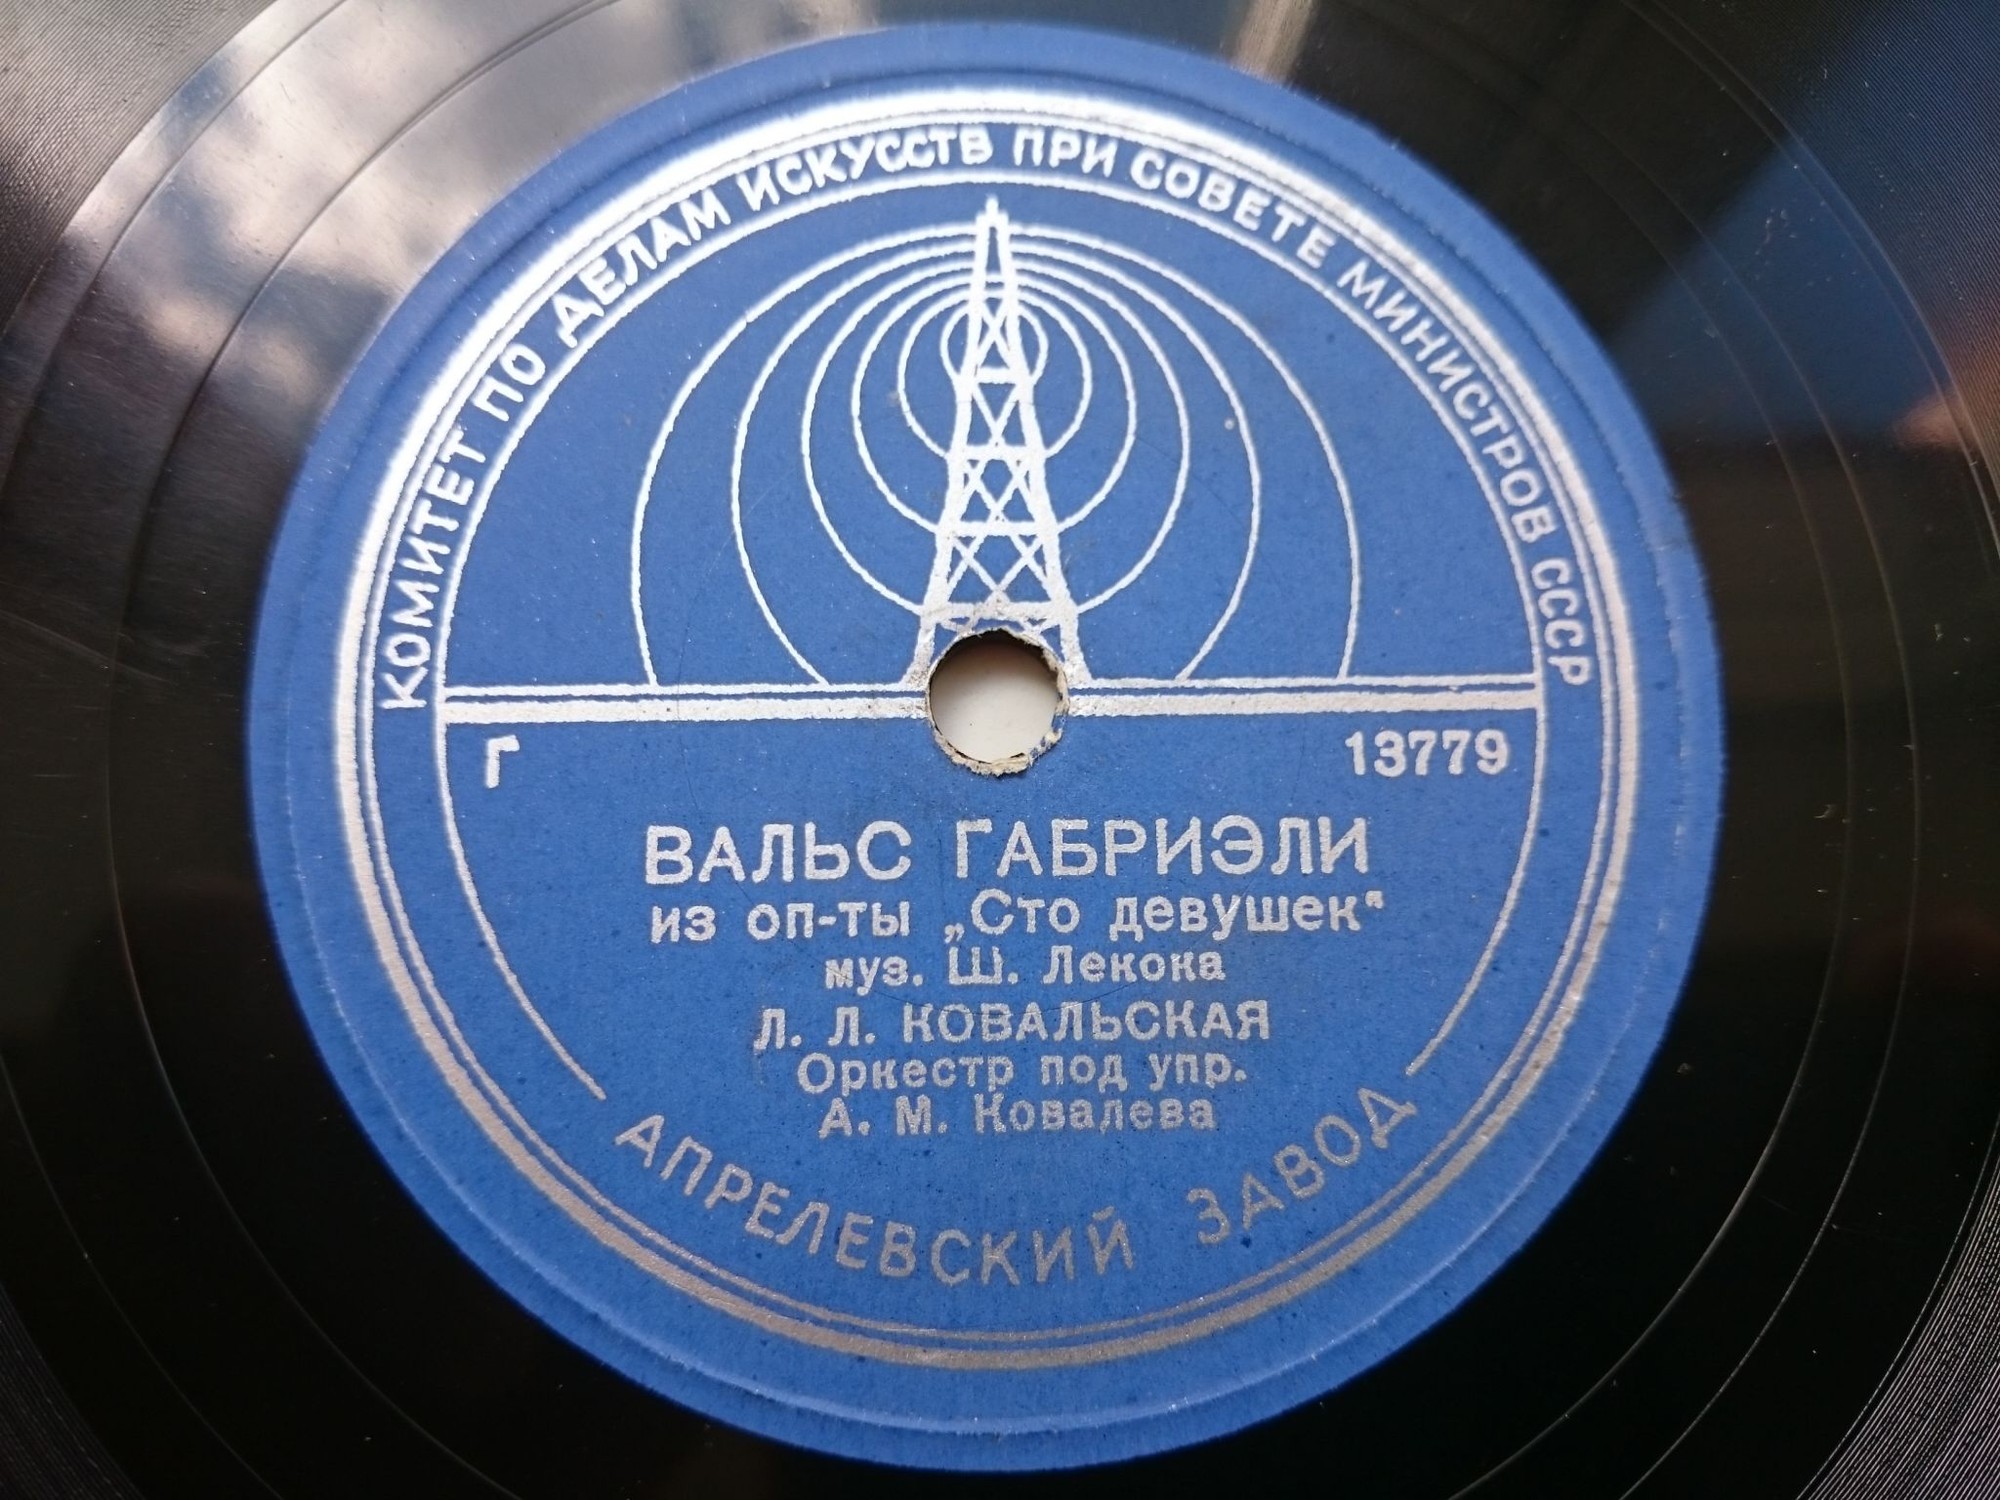 КОМИТЕТ ПО ДЕЛАМ ИСКУССТВ ПРИ СОВЕТЕ МИНИСТРОВ СССР
Г 13779
ВАЛЬС ГАБРИЭЛИ
из оп-ты „Сто девушек“
муз. Ш. Лекока
Л. Л. КОВАЛЬСКАЯ
Оркестр под упр.
А. М. Ковалева
АПРЕЛЕВСКИЙ ЗАВОД